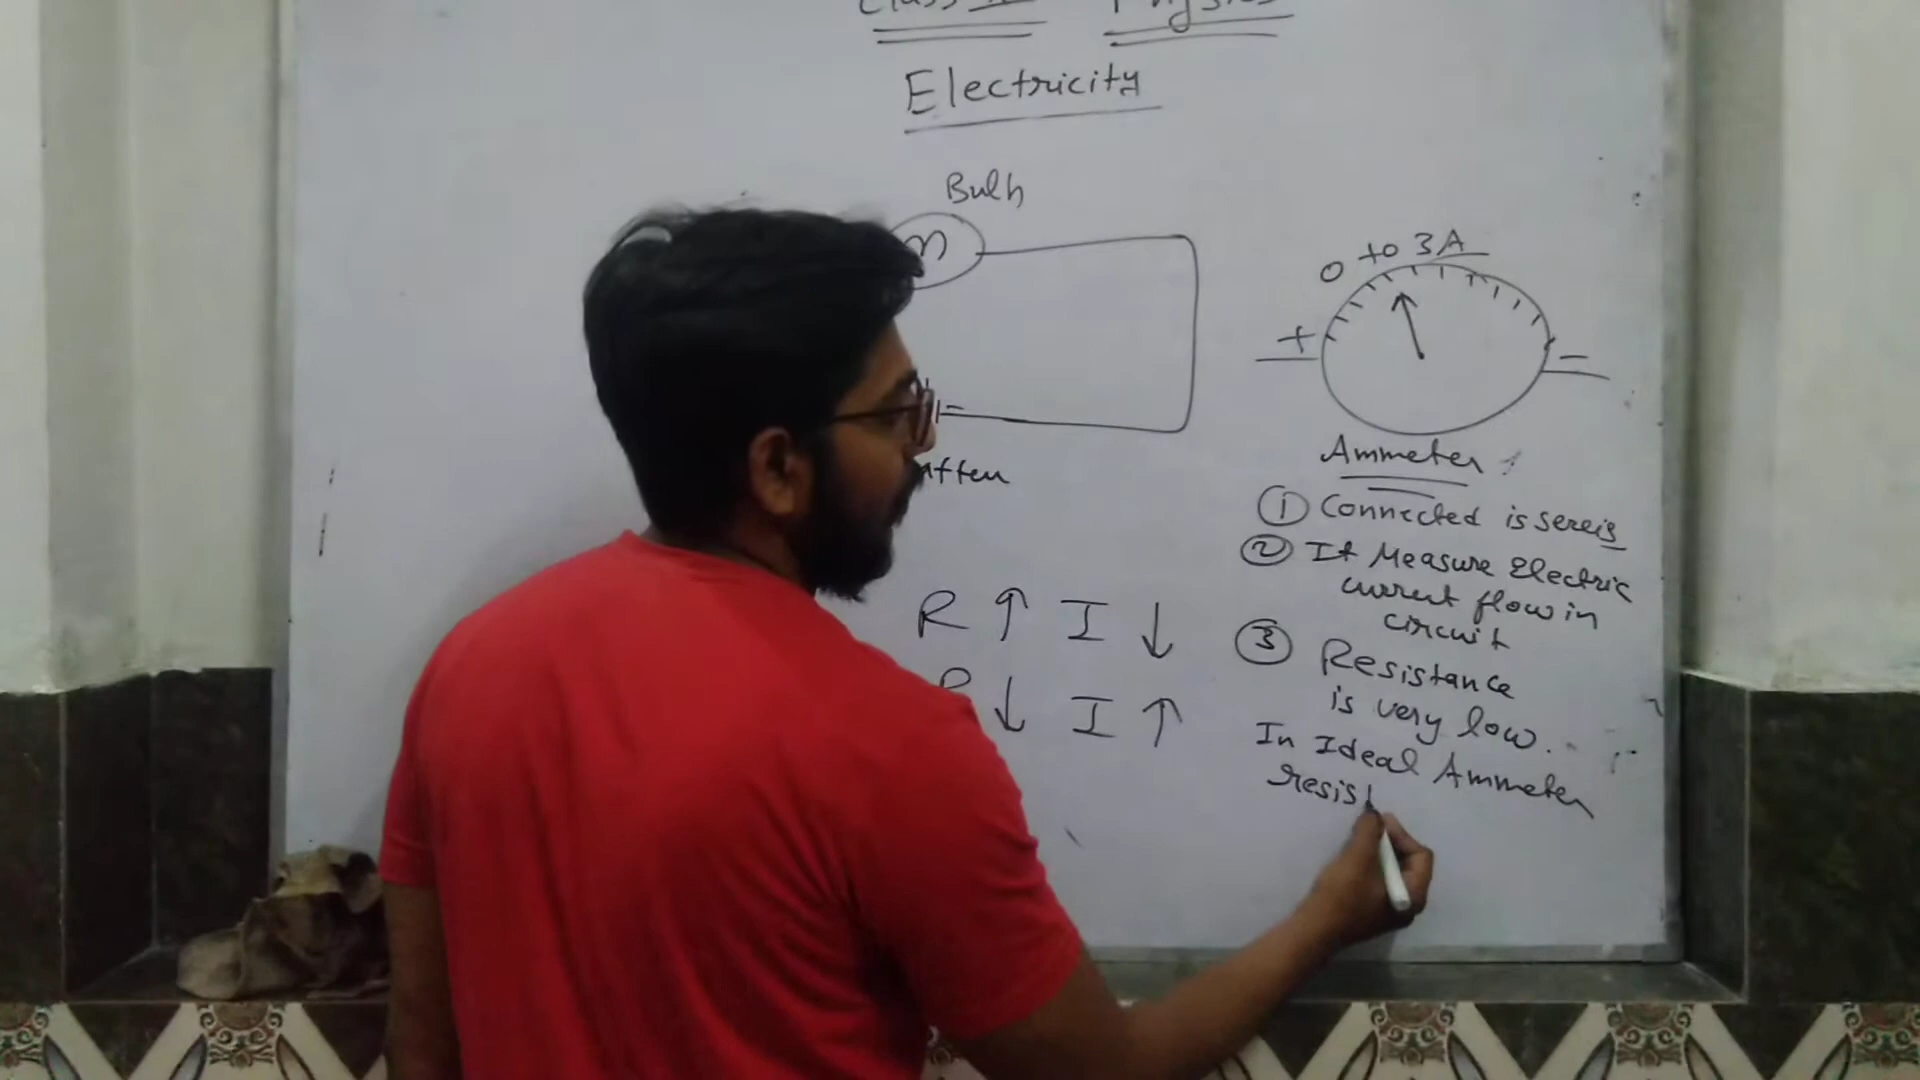 Class Physics
Electricity
Bulb
0 to 3A
+ -
-
Ammeter
① Connected is sereis
② It Measure Electric
current flow in
circuit
R ↑ I ↓
③ Resistance
is very low.
R ↓ I ↑
In Ideal Ammeter
resist